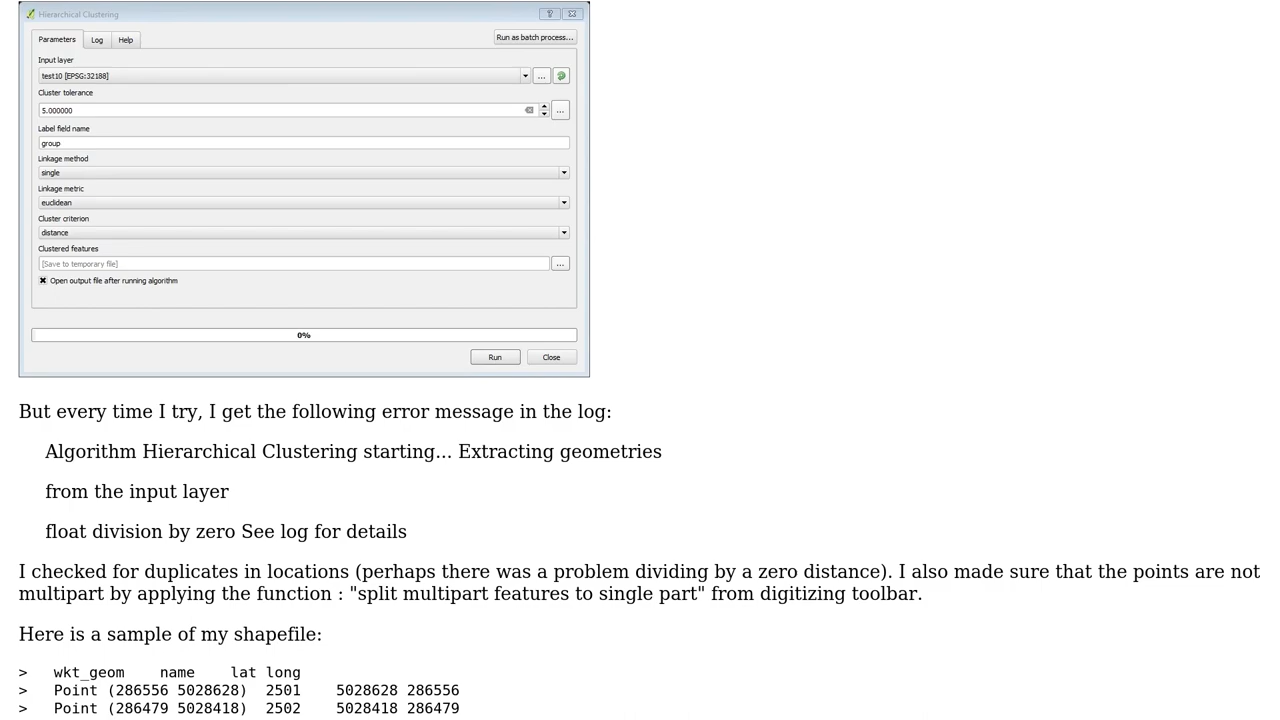 Hierarchical Clustering
Parameters Log Help Run as batch process...
Input layer
test10 [EPSG:32188] ...
Cluster tolerance
5.000000 ...
Label field name
group
Linkage method
single
Linkage metric
euclidean
Cluster criterion
distance
Clustered features
[Save to temporary file] ...
Open output file after running algorithm
0%
Run Close
But every time I try, I get the following error message in the log:
Algorithm Hierarchical Clustering starting... Extracting geometries
from the input layer
float division by zero See log for details
I checked for duplicates in locations (perhaps there was a problem dividing by a zero distance). I also made sure that the points are not
multipart by applying the function : "split multipart features to single part" from digitizing toolbar.
Here is a sample of my shapefile:
> wkt_geom name lat long
> Point (286556 5028628) 2501 5028628 286556
> Point (286479 5028418) 2502 5028418 286479